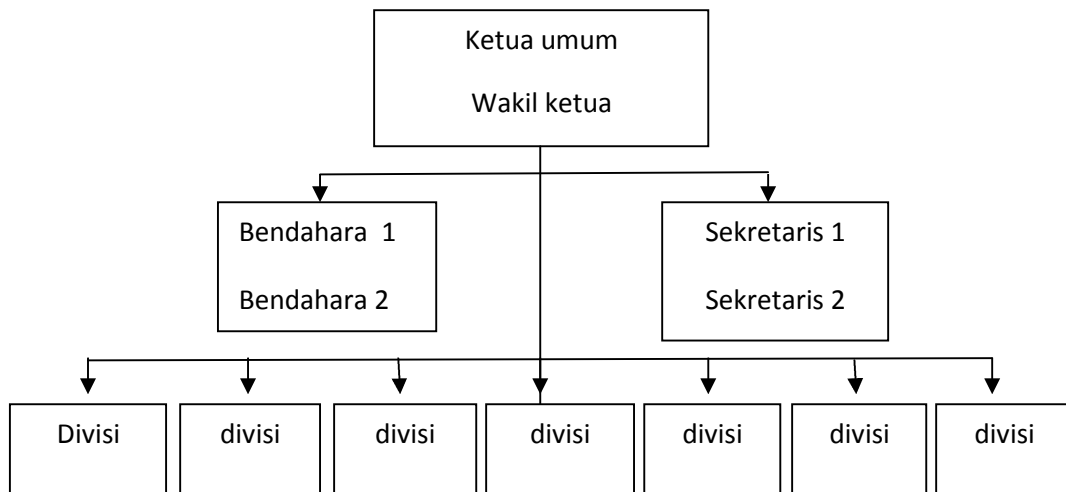 Ketua umum
Wakil ketua
Bendahara  1
Bendahara 2
Sekretaris 1
Sekretaris 2
Divisi
divisi
divisi
divisi
divisi
divisi
divisi